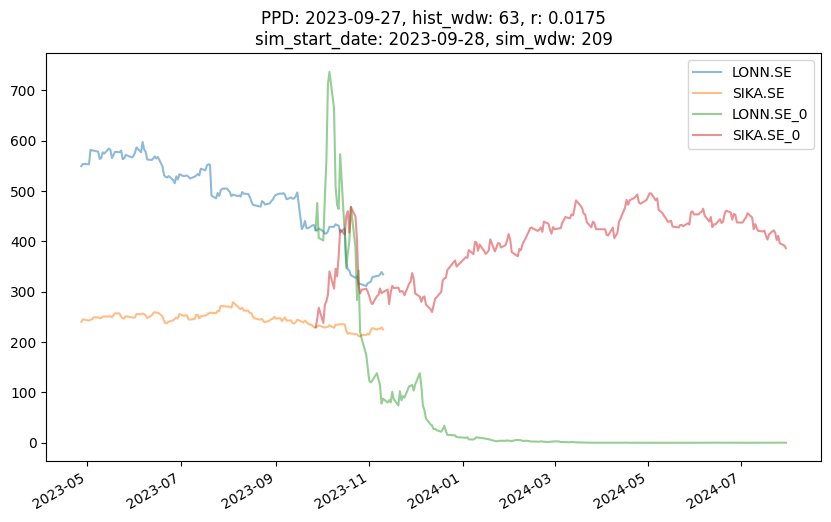 PPD: 2023-09-27, hist_wdw: 63, r: 0.0175
sim_start_date: 2023-09-28, sim_wdw: 209
LONN.SE
SIKA.SE
LONN.SE_0
SIKA.SE_0
700
600
500
400
300
200
100
0
2023-05
2023-07
2023-09
2023-11
2024-01
2024-03
2024-05
2024-07